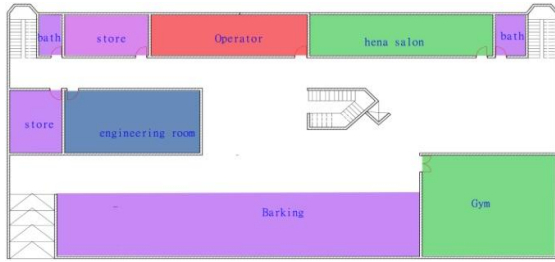 bath
store
Operator
hena salon
bath
store
engineering room
Barking
Gym